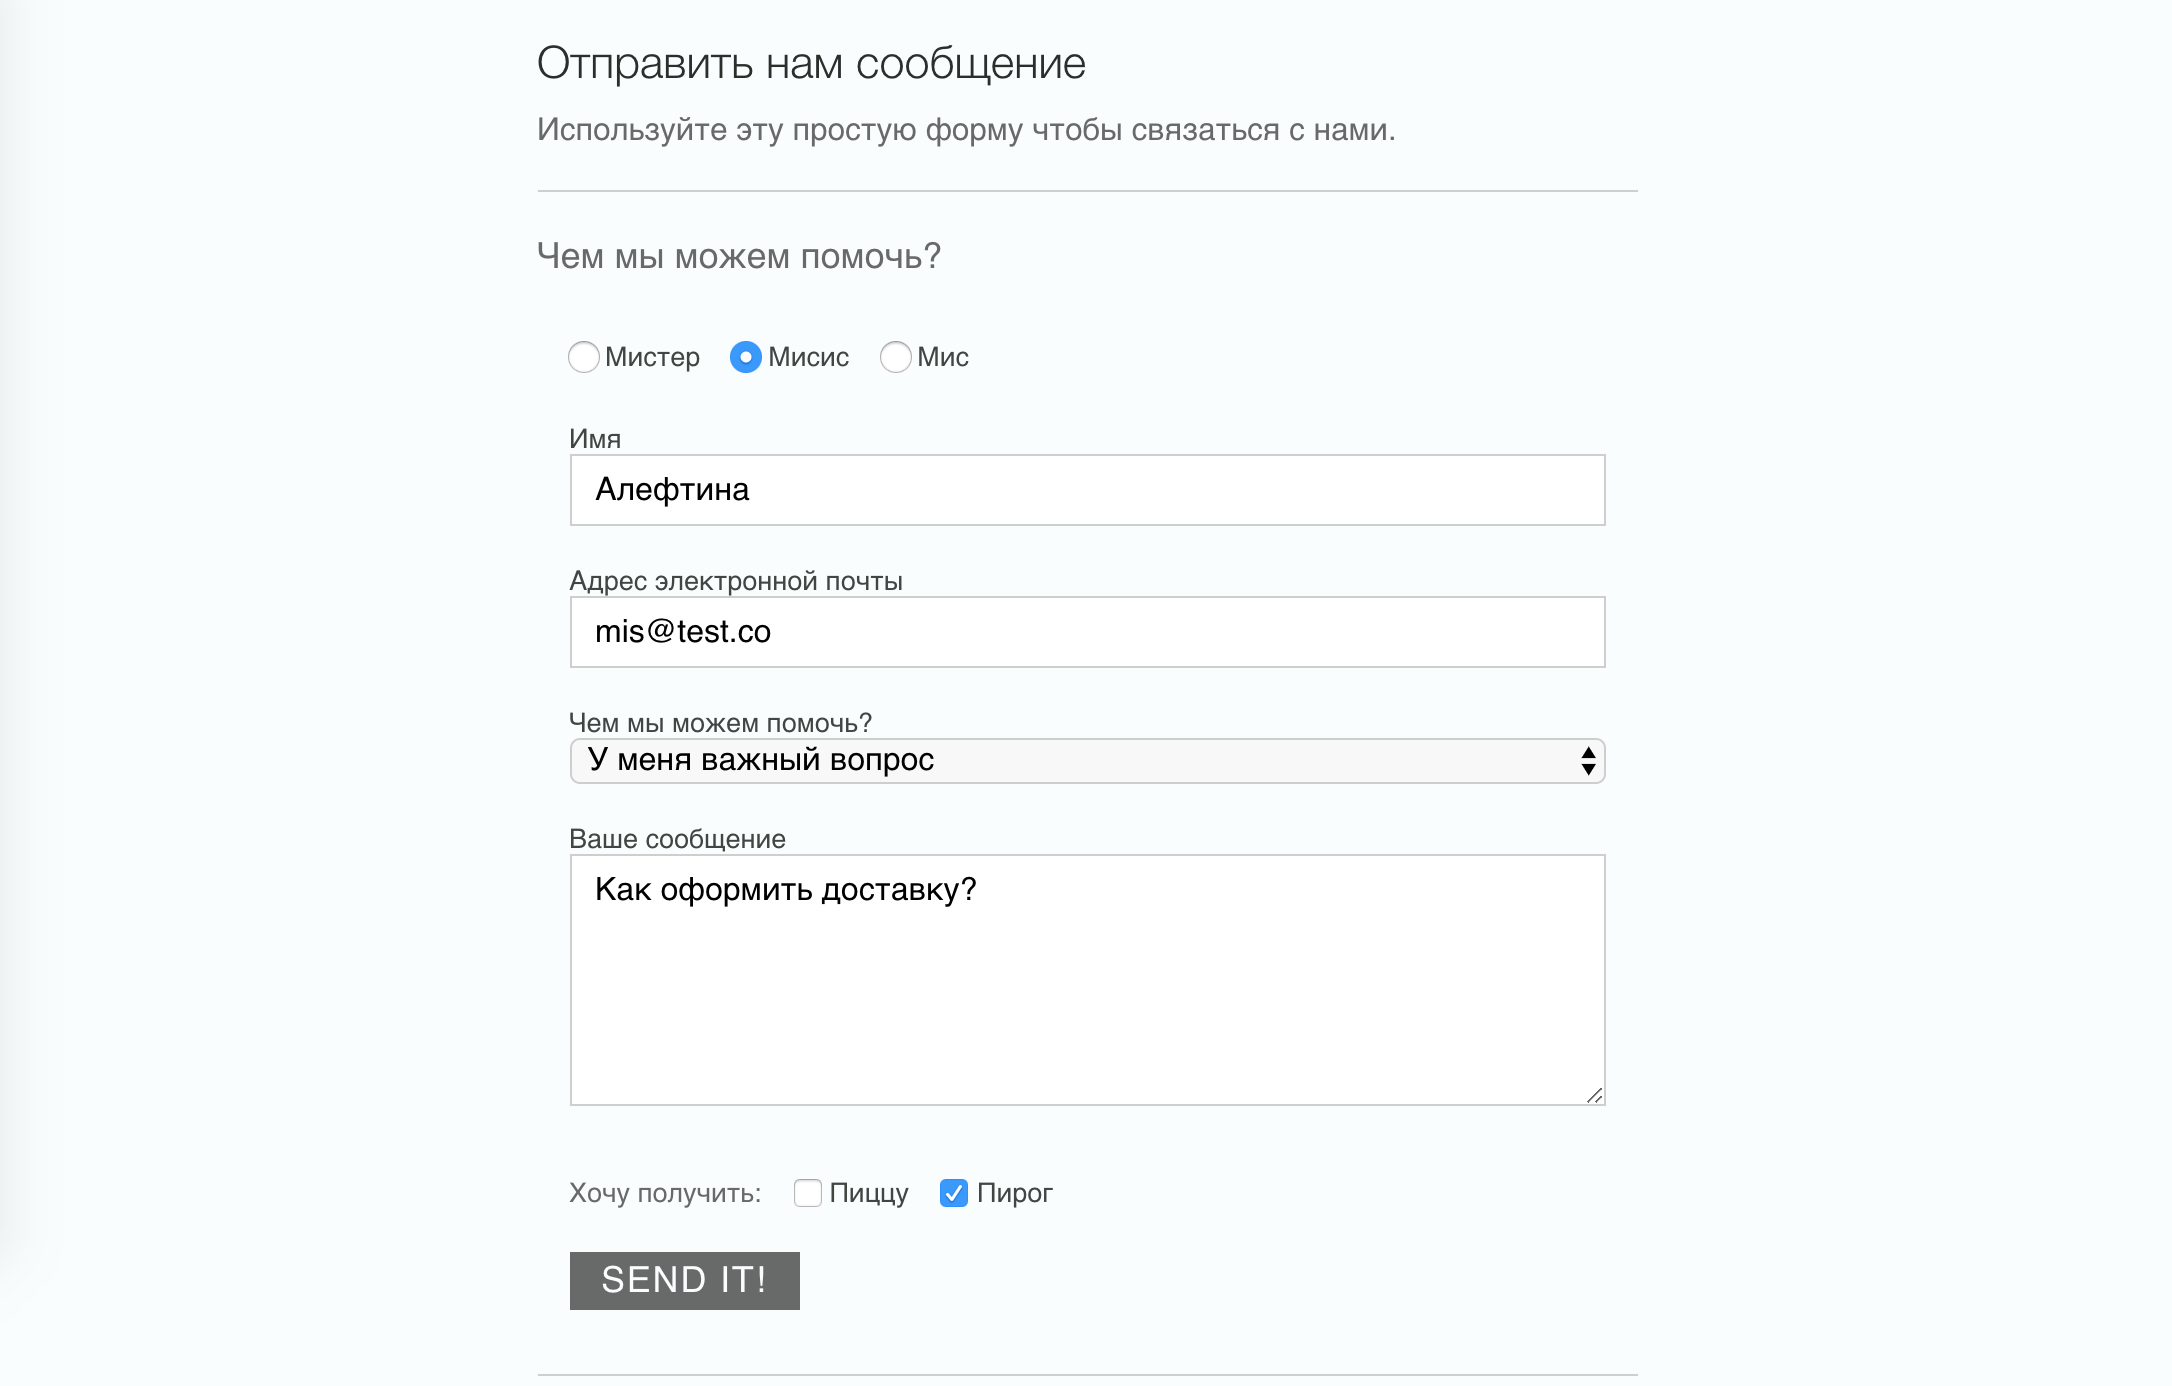 Отправить нам сообщение
Используйте эту простую форму чтобы связаться с нами.
Чем мы можем помочь?
Мистер Мисис Мис
Имя
Алефтина
Адрес электронной почты
mis@test.co
Чем мы можем помочь?
У меня важный вопрос
Ваше сообщение
Как оформить доставку?
Хочу получить: Пиццу Пирог
SEND IT!